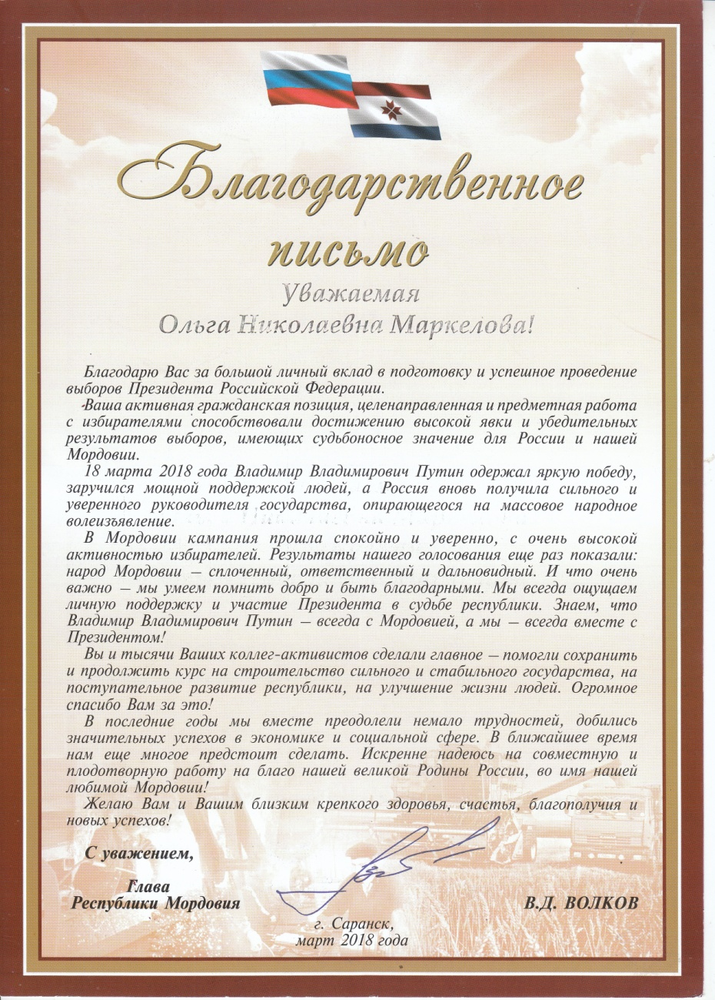 Благодарственное
письмо
Уважаемая
Ольга Николаевна Маркелова!
Благодарю Вас за большой личный вклад в подготовку и успешное проведение
выборов Президента Российской Федерации.
Ваша активная гражданская позиция, целенаправленная и предметная работа
с избирателями способствовали достижению высокой явки и убедительных
результатов выборов, имеющих судьбоносное значение для России и нашей
Мордовии.
18 марта 2018 года Владимир Владимирович Путин одержал яркую победу,
заручился мощной поддержкой людей, а Россия вновь получила сильного и
уверенного руководителя государства, опирающегося на массовое народное
волеизъявление.
В Мордовии кампания прошла спокойно и уверенно, с очень высокой
активностью избирателей. Результаты нашего голосования еще раз показали:
народ Мордовии – сплоченный, ответственный и дальновидный. И что очень
важно – мы умеем помнить добро и быть благодарными. Мы всегда ощущаем
личную поддержку и участие Президента в судьбе республики. Знаем, что
Владимир Владимирович Путин – всегда с Мордовией, а мы – всегда вместе с
Президентом!
Вы и тысячи Ваших коллег-активистов сделали главное – помогли сохранить
и продолжить курс на строительство сильного и стабильного государства, на
поступательное развитие республики, на улучшение жизни людей. Огромное
спасибо Вам за это!
В последние годы мы вместе преодолели немало трудностей, добились
значительных успехов в экономике и социальной сфере. В ближайшее время
нам еще многое предстоит сделать. Искренне надеюсь на совместную и
плодотворную работу на благо нашей великой Родины России, во имя нашей
любимой Мордовии!
Желаю Вам и Вашим близким крепкого здоровья, счастья, благополучия и
новых успехов!
С уважением,
Глава
Республики Мордовия
В.Д. ВОЛКОВ
г. Саранск,
март 2018 года